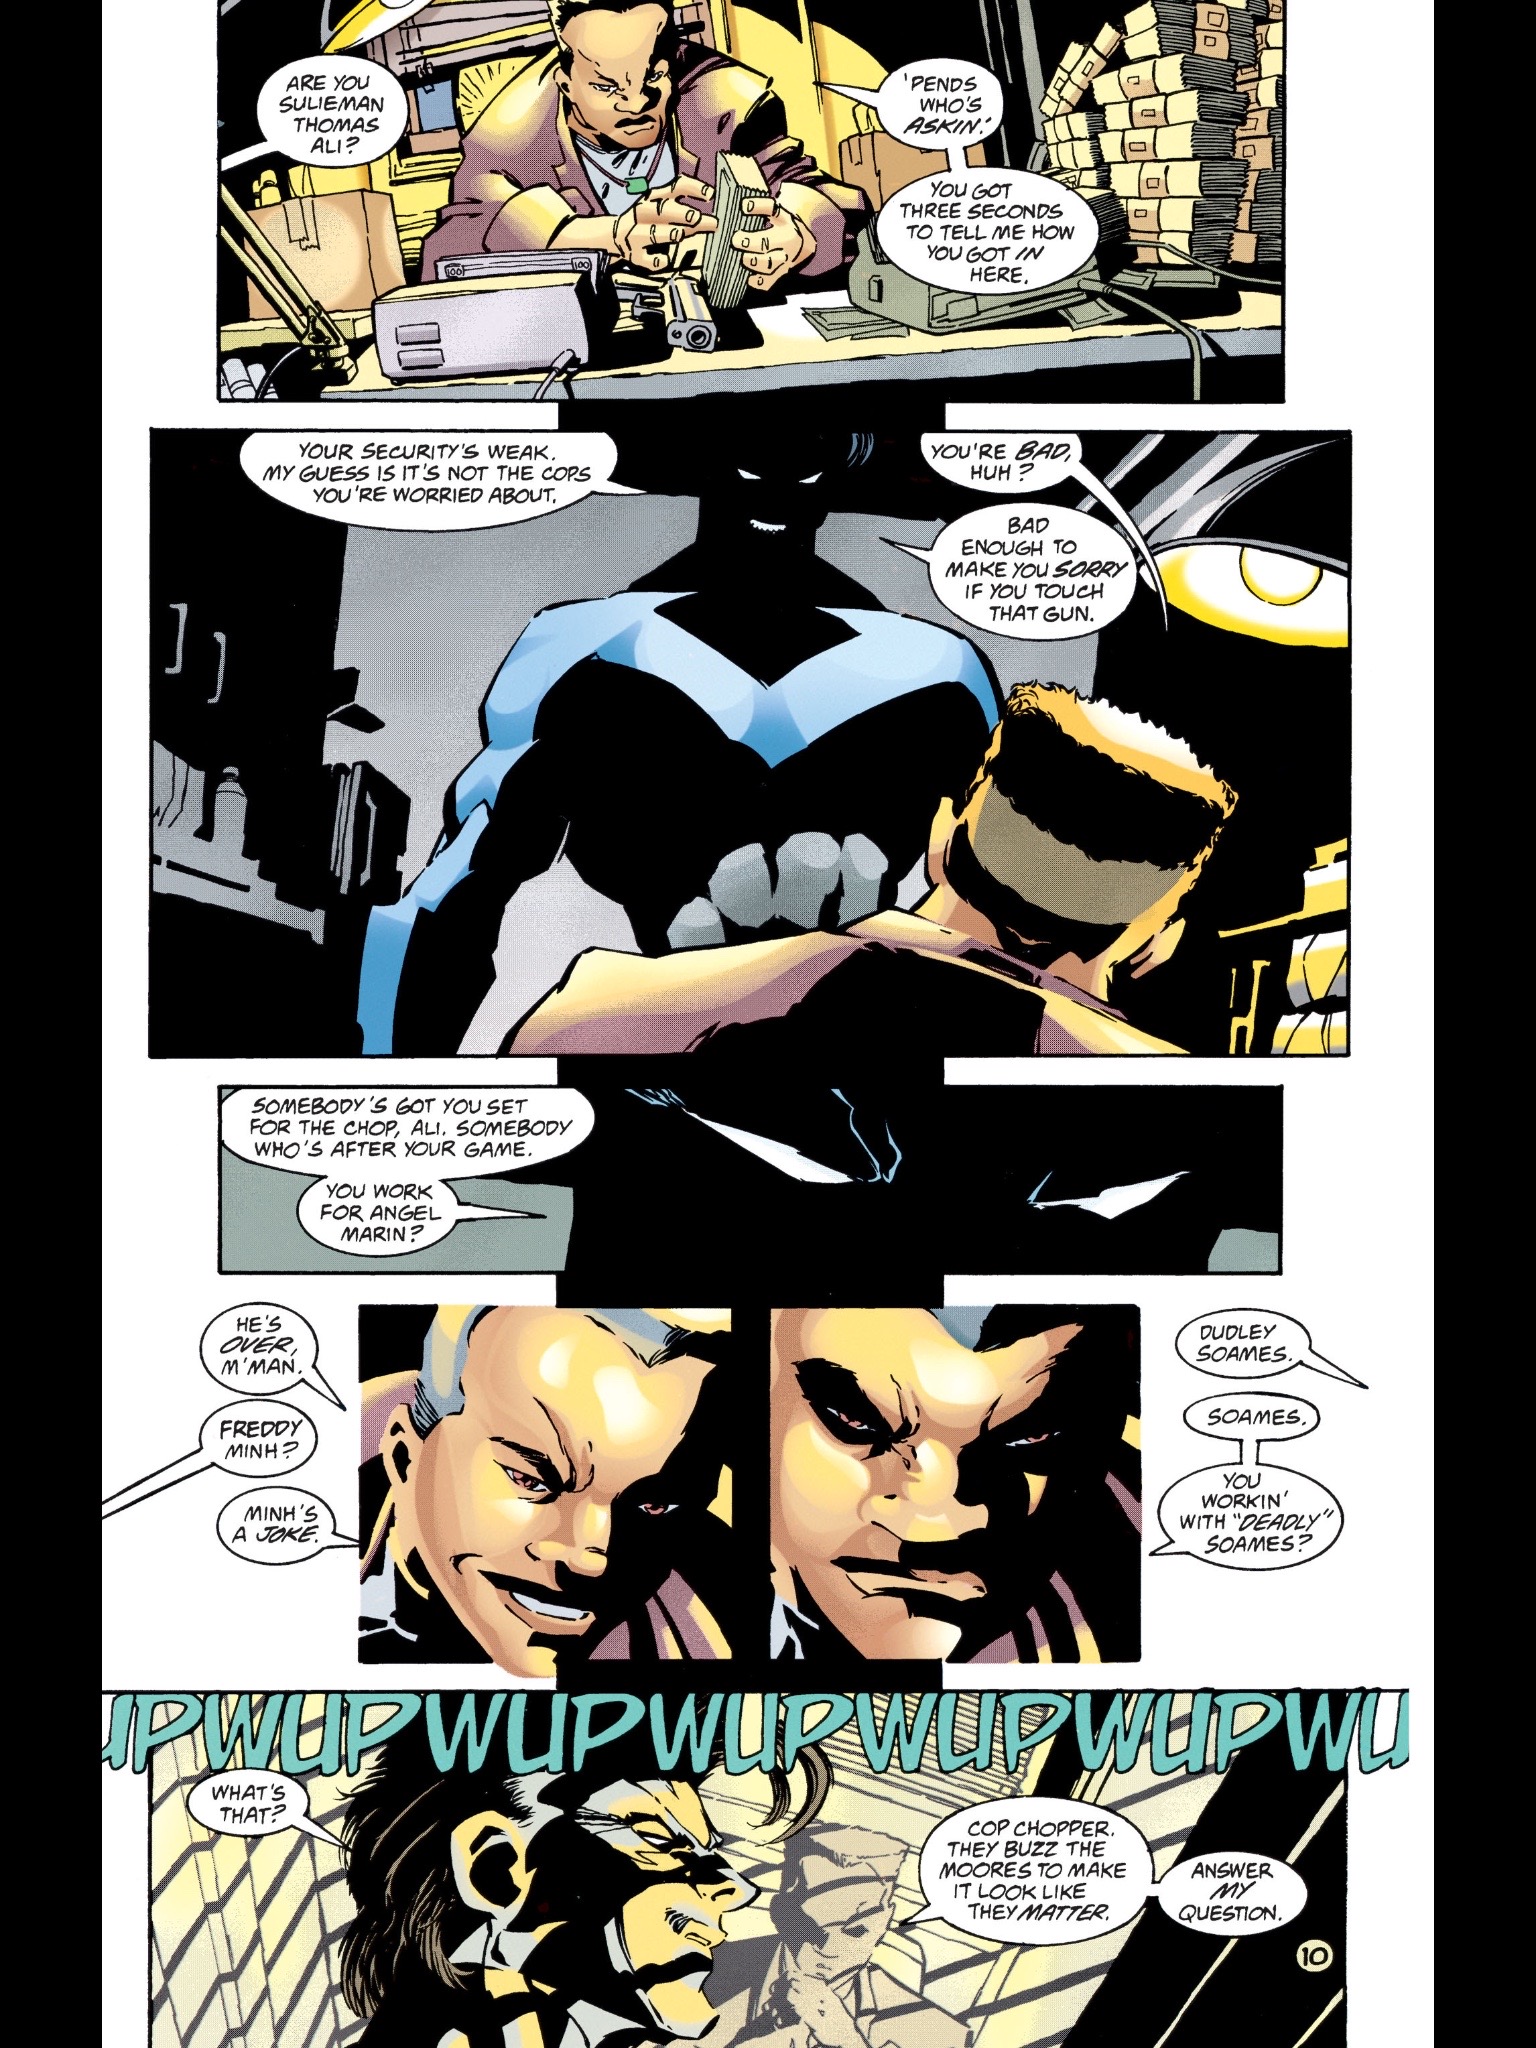 ARE YOU
SULIEMAN
THOMAS
ALI?
'PENDS
WHO'S
ASKIN'.
YOU GOT
THREE SECONDS
TO TELL ME HOW
YOU GOT IN
HERE.
100
100
YOUR SECURITY'S WEAK.
MY GUESS IS IT'S NOT THE COPS
YOU'RE WORRIED ABOUT.
YOU'RE BAD,
HUH?
BAD
ENOUGH TO
MAKE YOU SORRY
IF YOU TOUCH
THAT GUN.
SOMEBODY'S GOT YOU SET
FOR THE CHOP, ALI. SOMEBODY
WHO'S AFTER YOUR GAME.
YOU WORK
FOR ANGEL
MARIN?
HE'S
OVER,
M'MAN.
FREDDY
MINH?
MINH'S
A JOKE.
DUDLEY
SOAMES.
SOAMES.
YOU
WORKIN'
WITH "DEADLY"
SOAMES?
UPWUPWUPWUPWUPWUPWU
WHAT'S
THAT?
COP CHOPPER.
THEY BUZZ THE
MOORES TO MAKE
IT LOOK LIKE
THEY MATTER.
ANSWER
MY
QUESTION.
10